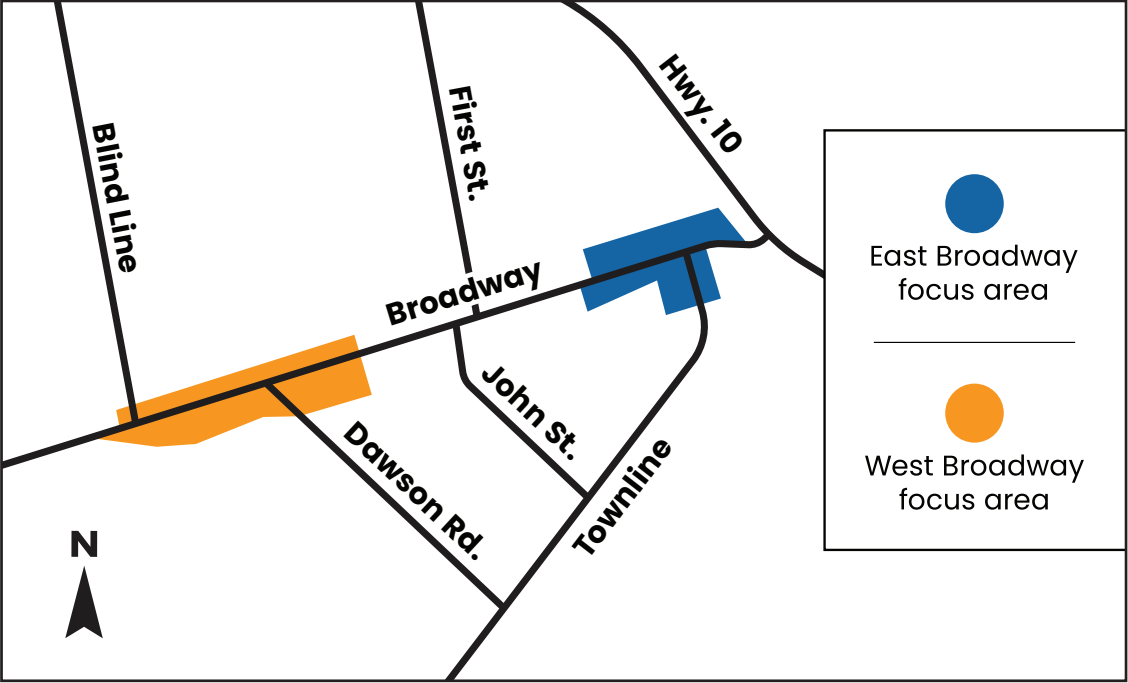 Hwy. 10
First St.
Blind Line
Broadway
East Broadway
focus area
John St.
Dawson Rd.
Townline
West Broadway
focus area
N